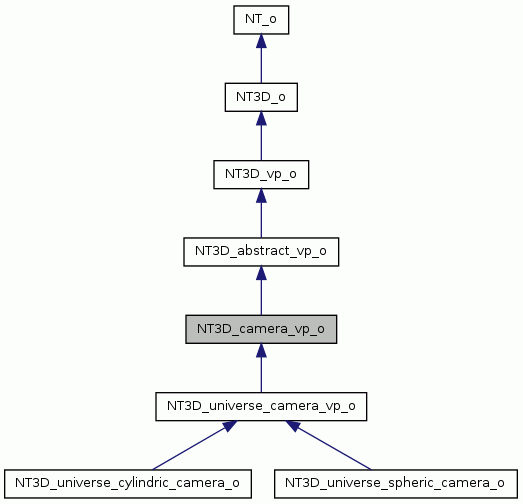 NT_o
NT3D_o
NT3D_vp_o
NT3D_abstract_vp_o
NT3D_camera_vp_o
NT3D_universe_camera_vp_o
NT3D_universe_cylindric_camera_o
NT3D_universe_spheric_camera_o